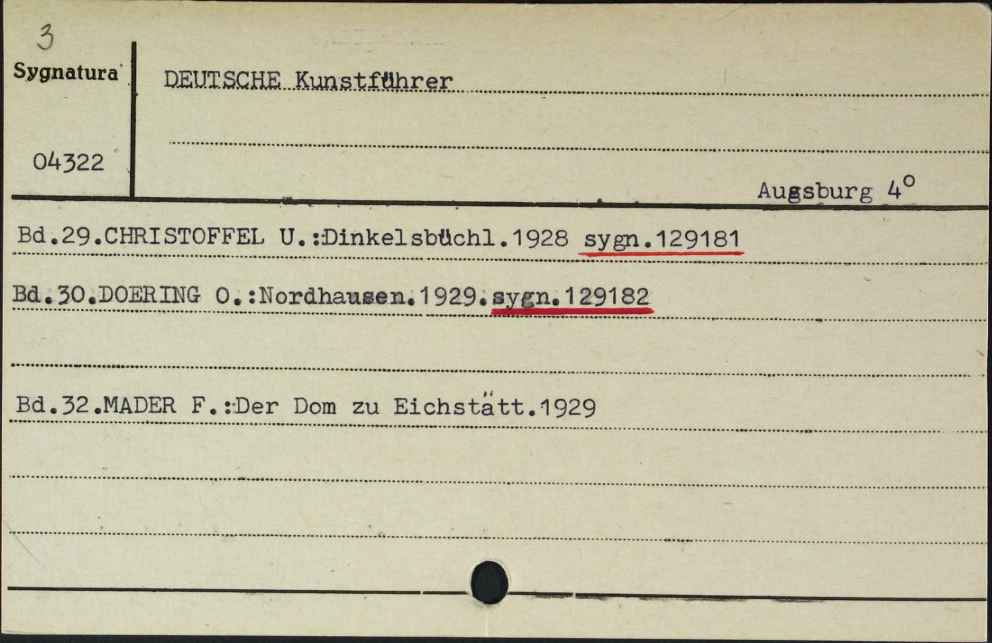 3
Sygnatura
DEUTSCHE Kunstführer
04322
Augsburg 4°
Bd.29.CHRISTOFFEL U.:Dinkelsbüchl.1928 sygn.129181
Bd.30.DOERING O.:Nordhausen.1929.sygn.129182
Bd.32.MADER F.:Der Dom zu Eichstätt.1929